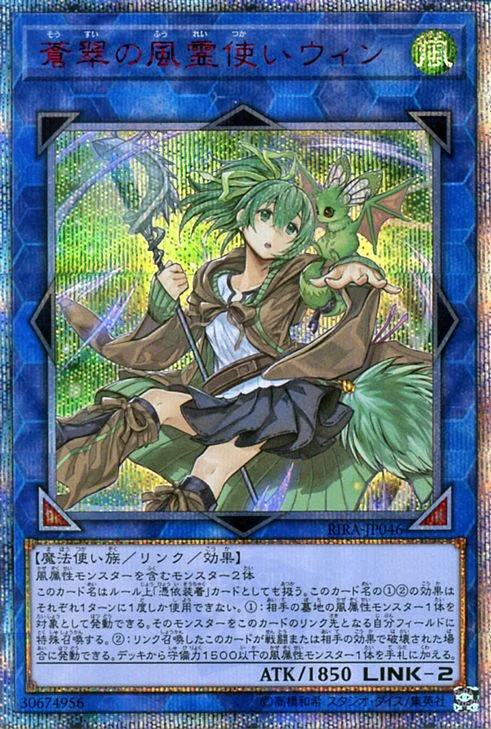 蒼翠の風霊使いウィン
風
RIRA-JP046
【魔法使い族／リンク／効果】
風属性モンスターを含むモンスター2体
このカード名はルール上「憑依装着」カードとしても扱う。このカード名の①②の効果は
それぞれ1ターンに1度しか使用できない。①：相手の墓地の風属性モンスター1体を
対象として発動できる。そのモンスターをこのカードのリンク先となる自分フィールドに
特殊召喚する。②：リンク召喚したこのカードが戦闘または相手の効果で破壊された場
合に発動できる。デッキから守備力1500以下の風属性モンスター1体を手札に加える。
ATK/1850 LINK-2
30674956
©高橋和希 スタジオ・ダイス/集英社